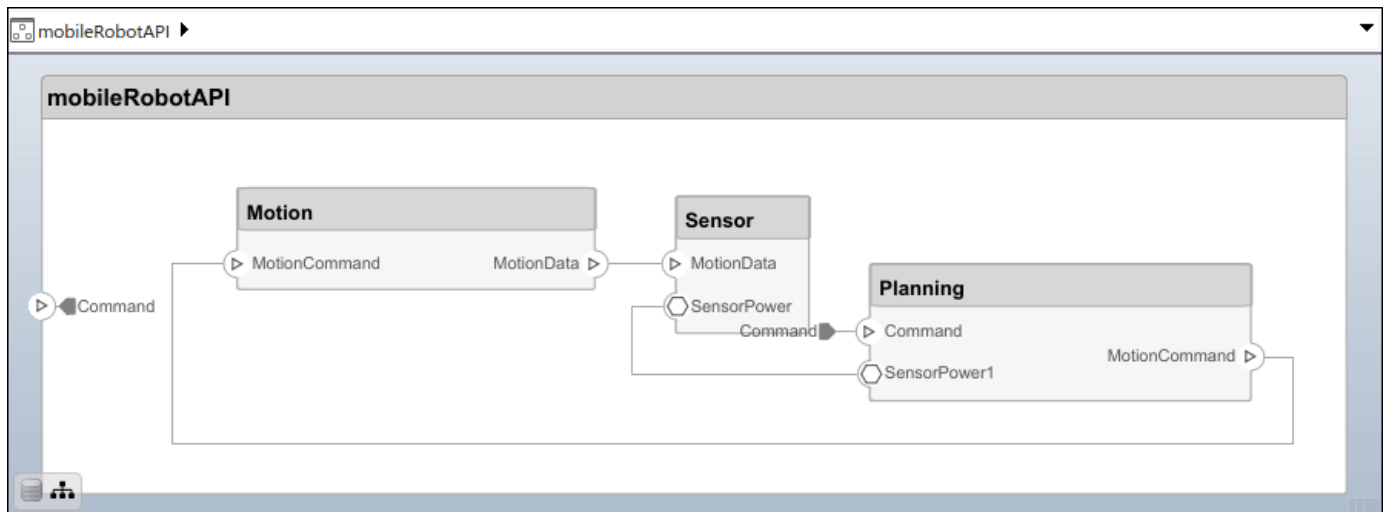 mobileRobotAPI
mobileRobotAPI
Motion
MotionCommand
MotionData
Sensor
MotionData
SensorPower
Command
Command
Planning
Command
SensorPower1
MotionCommand